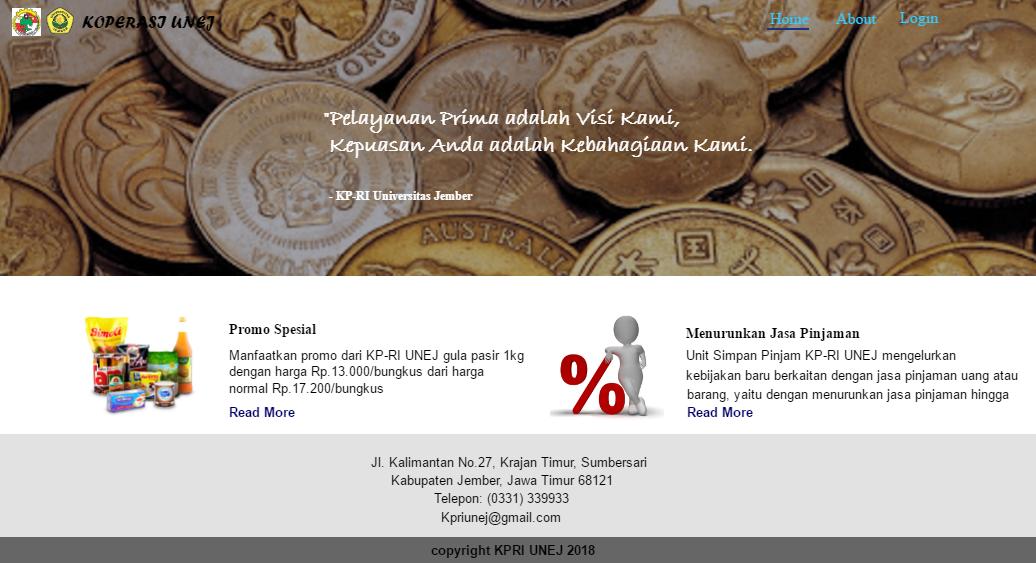 KOPERASI UNEJ
Home About Login
"Pelayanan Prima adalah Visi Kami,
Kepuasan Anda adalah Kebahagiaan Kami.
- KP-RI Universitas Jember
AUSTRALI
Bimoli
%
Promo Spesial
Manfaatkan promo dari KP-RI UNEJ gula pasir 1kg
dengan harga Rp.13.000/bungkus dari harga
normal Rp.17.200/bungkus
Read More
Menurunkan Jasa Pinjaman
Unit Simpan Pinjam KP-RI UNEJ mengelurkan
kebijakan baru berkaitan dengan jasa pinjaman uang atau
barang, yaitu dengan menurunkan jasa pinjaman hingga
Read More
Jl. Kalimantan No.27, Krajan Timur, Sumbersari
Kabupaten Jember, Jawa Timur 68121
Telepon: (0331) 339933
Kpriunej@gmail.com
copyright KPRI UNEJ 2018